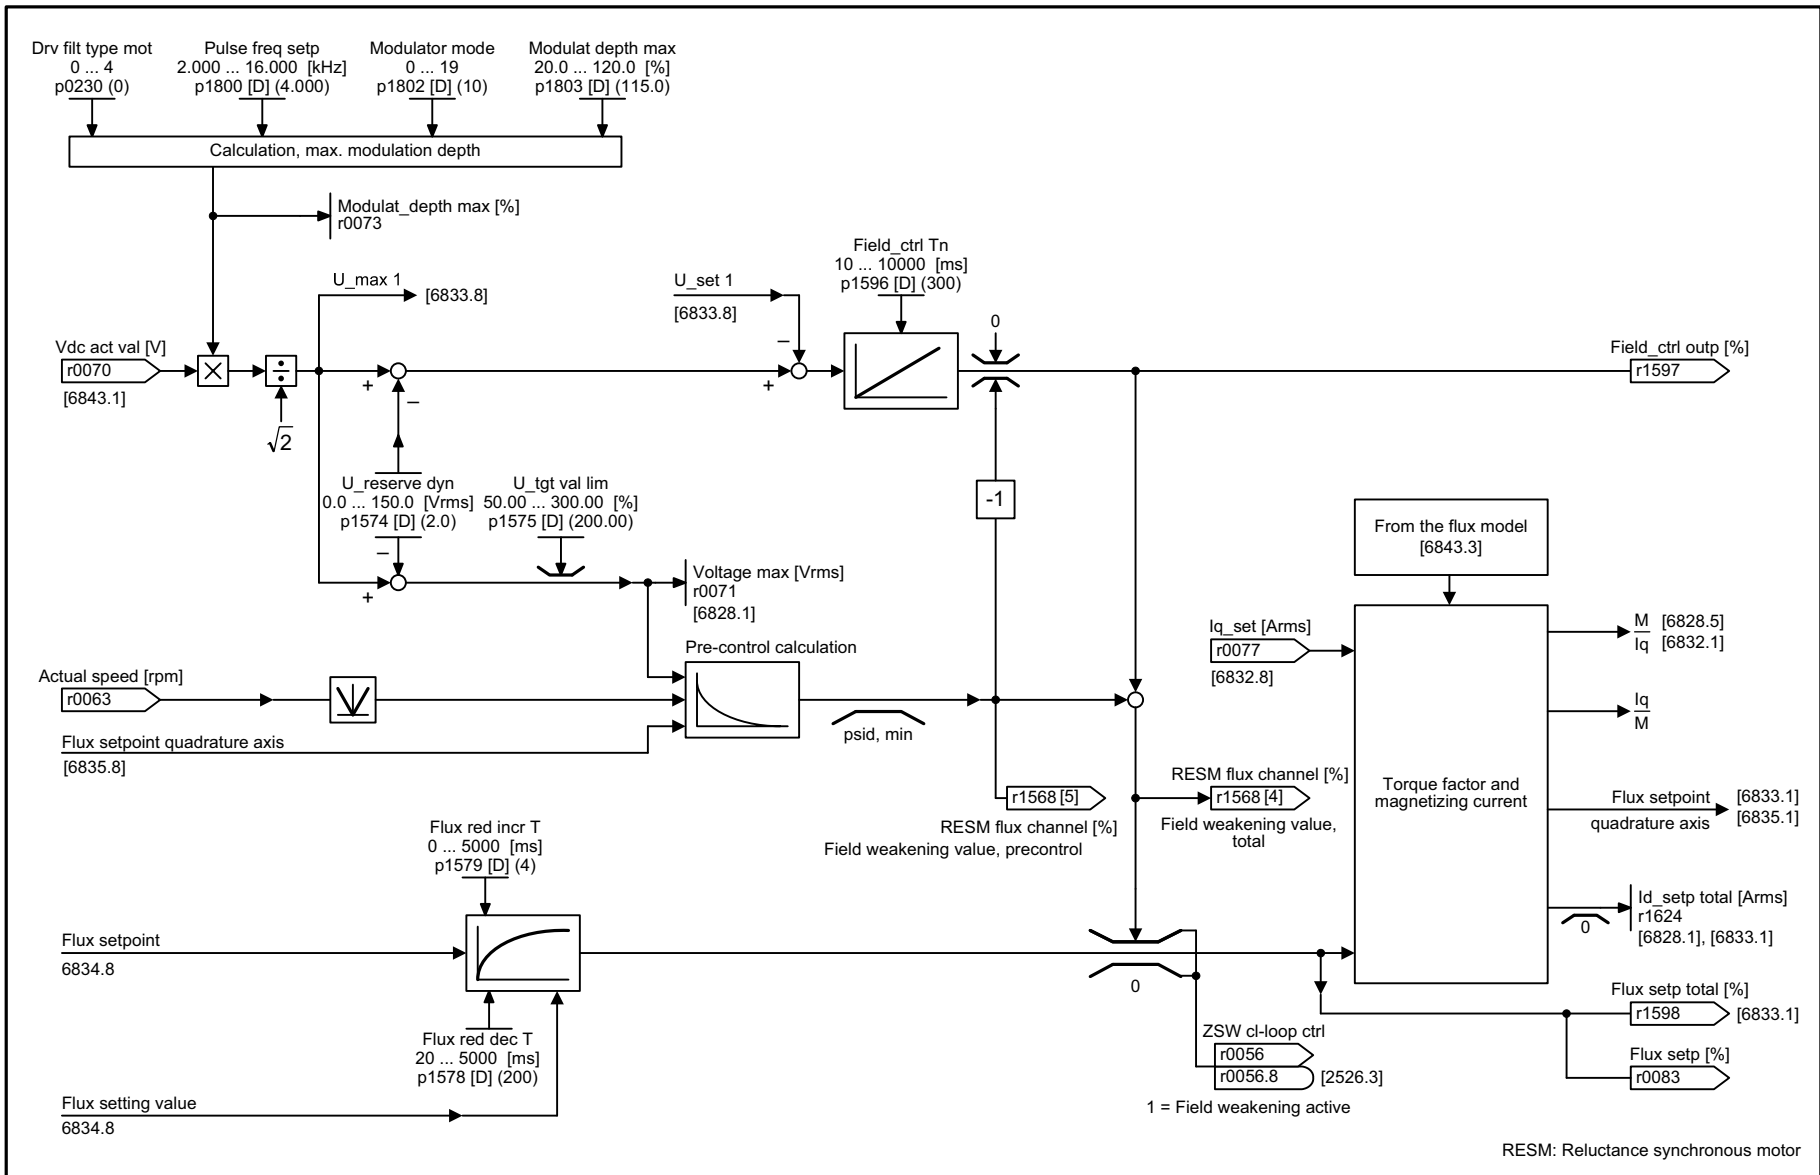 Drv filt type mot
0 ... 4
p0230 (0)
Pulse freq setp
2.000 ... 16.000 [kHz]
p1800 [D] (4.000)
Modulator mode
0 ... 19
p1802 [D] (10)
Modulat depth max
20.0 ... 120.0 [%]
p1803 [D] (115.0)
Calculation, max. modulation depth
Modulat_depth max [%]
r0073
U_max 1
[6833.8]
U_set 1
[6833.8]
Field_ctrl Tn
10 ... 10000 [ms]
p1596 [D] (300)
0
Vdc act val [V]
r0070
[6843.1]
×
÷
√2
+
–
+
–
Field_ctrl outp [%]
r1597
U_reserve dyn
0.0 ... 150.0 [Vrms]
p1574 [D] (2.0)
–
+
U_tgt val lim
50.00 ... 300.00 [%]
p1575 [D] (200.00)
-1
Voltage max [Vrms]
r0071
[6828.1]
From the flux model
[6843.3]
Pre-control calculation
Actual speed [rpm]
r0063
Flux setpoint quadrature axis
[6835.8]
psid, min
Iq_set [Arms]
r0077
[6832.8]
M
Iq
[6828.5]
[6832.1]
Iq
M
r1568 [5]
RESM flux channel [%]
Field weakening value, precontrol
RESM flux channel [%]
r1568 [4]
Field weakening value,
total
Torque factor and
magnetizing current
Flux setpoint
quadrature axis
[6833.1]
[6835.1]
Flux red incr T
0 ... 5000 [ms]
p1579 [D] (4)
Id_setp total [Arms]
r1624
[6828.1], [6833.1]
0
Flux setpoint
6834.8
0
Flux red dec T
20 ... 5000 [ms]
p1578 [D] (200)
Flux setp total [%]
r1598
[6833.1]
Flux setp [%]
r0083
ZSW cl-loop ctrl
r0056
r0056.8
[2526.3]
1 = Field weakening active
Flux setting value
6834.8
RESM: Reluctance synchronous motor